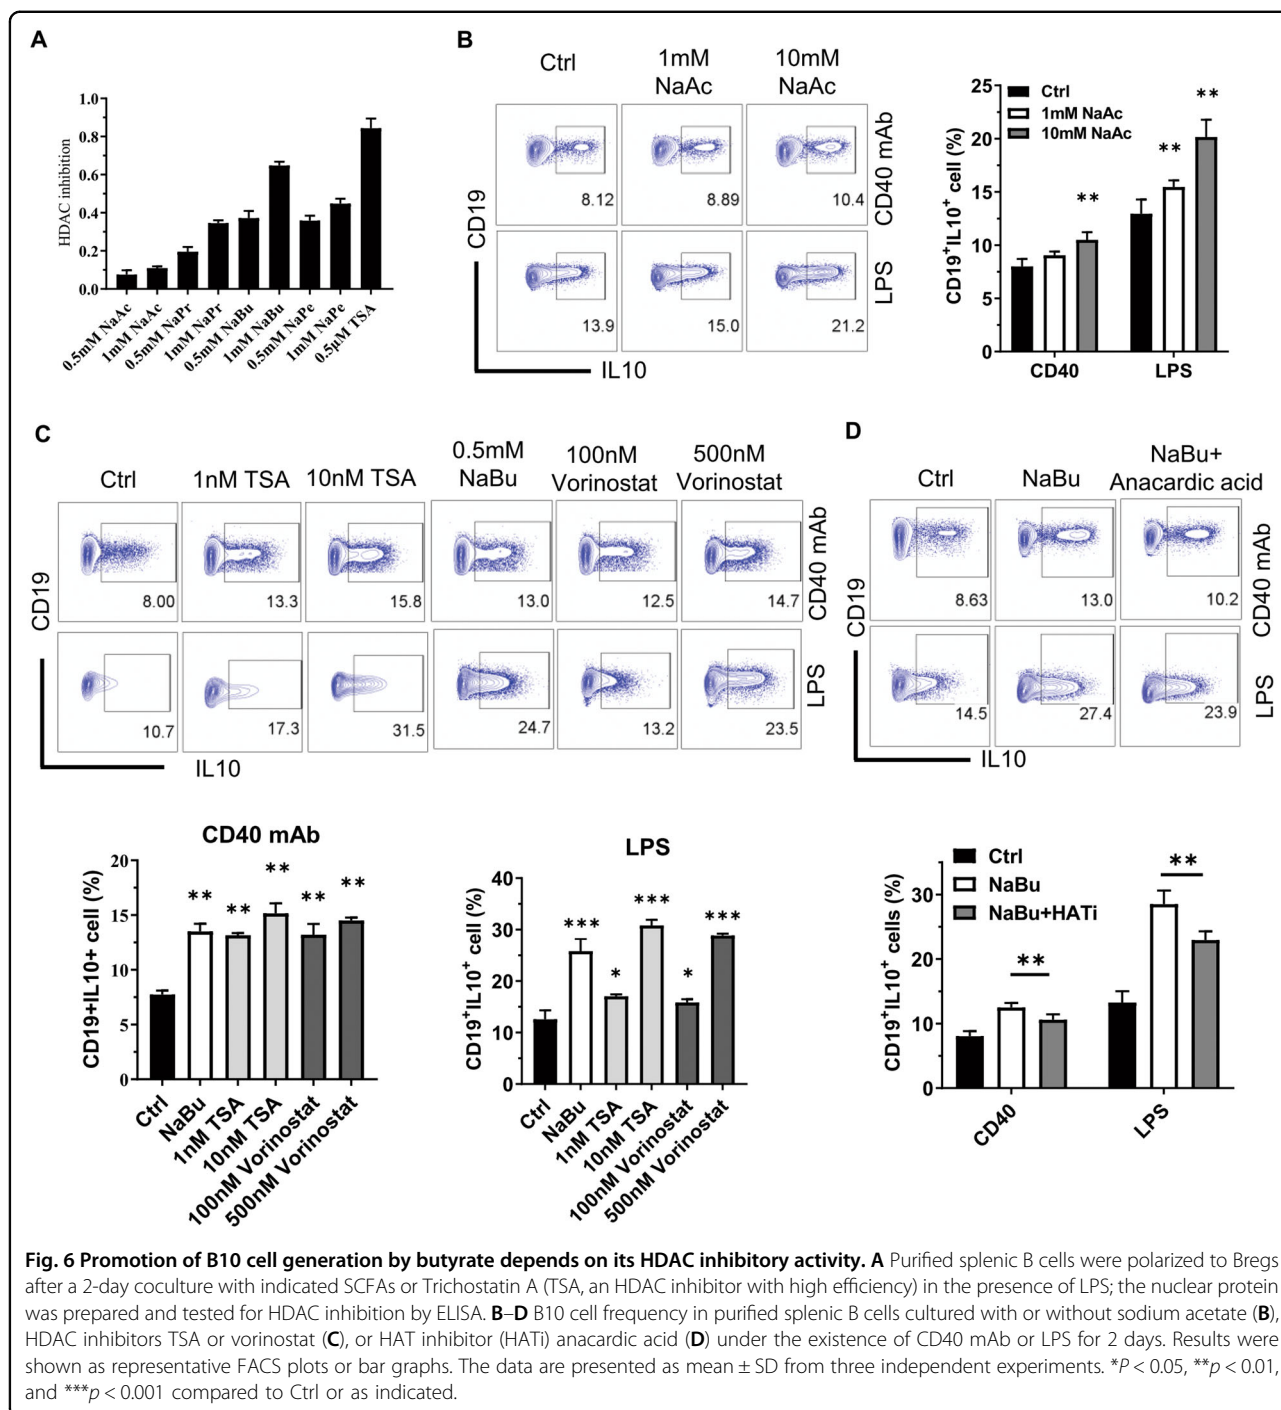 A
HDAC inhibition
1.0
0.8
0.6
0.4
0.2
0.0
0.5mM NaAc
1mM NaAc
0.5mM NaPr
1mM NaPr
0.5mM NaBu
1mM NaBu
0.5mM NaPe
1mM NaPe
0.5μM TSA
B
Ctrl
1mM
NaAc
10mM
NaAc
CD19
8.12
8.89
10.4
CD40 mAb
13.9
15.0
21.2
LPS
IL10
CD19+IL10+ cell (%)
25
20
15
10
5
0
Ctrl
1mM NaAc
10mM NaAc
**
**
**
CD40
LPS
C
Ctrl
1nM TSA
10nM TSA
0.5mM
NaBu
100nM
Vorinostat
500nM
Vorinostat
CD19
8.00
13.3
15.8
13.0
12.5
14.7
CD40 mAb
10.7
17.3
31.5
24.7
13.2
23.5
LPS
IL10
D
Ctrl
NaBu
NaBu+
Anacardic acid
CD19
8.63
13.0
10.2
CD40 mAb
14.5
27.4
23.9
LPS
IL10
CD40 mAb
CD19+IL10+ cell (%)
20
15
10
5
0
**
**
**
**
**
Ctrl
NaBu
1nM TSA
10nM TSA
100nM Vorinostat
500nM Vorinostat
LPS
CD19+IL10+ cell (%)
40
30
20
10
0
***
*
***
*
***
Ctrl
NaBu
1nM TSA
10nM TSA
100nM Vorinostat
500nM Vorinostat
CD19+IL10+ cells (%)
30
20
10
0
Ctrl
NaBu
NaBu+HATi
**
**
CD40
LPS
Fig. 6 Promotion of B10 cell generation by butyrate depends on its HDAC inhibitory activity. A Purified splenic B cells were polarized to Bregs
after a 2-day coculture with indicated SCFAs or Trichostatin A (TSA, an HDAC inhibitor with high efficiency) in the presence of LPS; the nuclear protein
was prepared and tested for HDAC inhibition by ELISA. B–D B10 cell frequency in purified splenic B cells cultured with or without sodium acetate (B),
HDAC inhibitors TSA or vorinostat (C), or HAT inhibitor (HATi) anacardic acid (D) under the existence of CD40 mAb or LPS for 2 days. Results were
shown as representative FACS plots or bar graphs. The data are presented as mean ± SD from three independent experiments. *P < 0.05, **p < 0.01,
and ***p < 0.001 compared to Ctrl or as indicated.